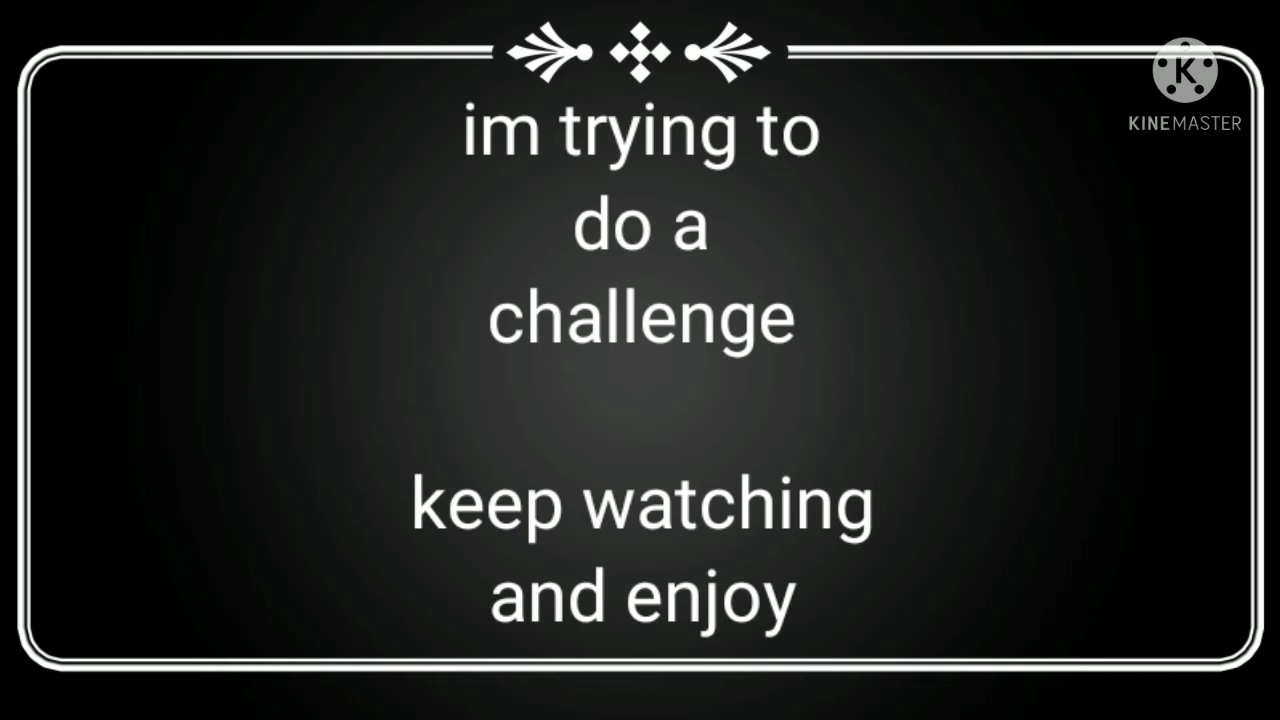 K
KINEMASTER
im trying to
do a
challenge
keep watching
and enjoy